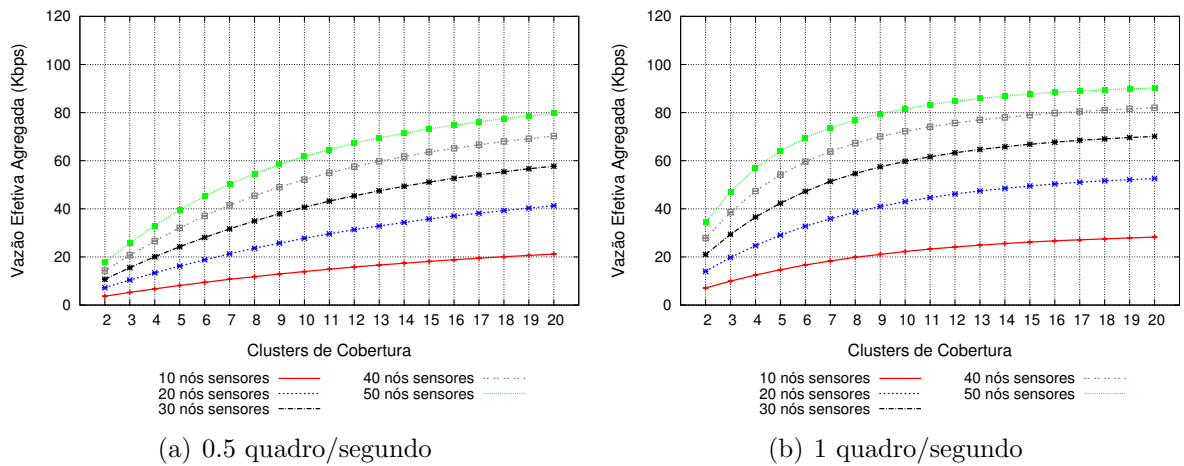 120
100
80
60
40
20
0
Vazão Efetiva Agregada (Kbps)
2 3 4 5 6 7 8 9 10 11 12 13 14 15 16 17 18 19 20
Clusters de Cobertura
10 nós sensores
20 nós sensores
30 nós sensores
40 nós sensores
50 nós sensores
(a) 0.5 quadro/segundo
120
100
80
60
40
20
0
Vazão Efetiva Agregada (Kbps)
2 3 4 5 6 7 8 9 10 11 12 13 14 15 16 17 18 19 20
Clusters de Cobertura
10 nós sensores
20 nós sensores
30 nós sensores
40 nós sensores
50 nós sensores
(b) 1 quadro/segundo